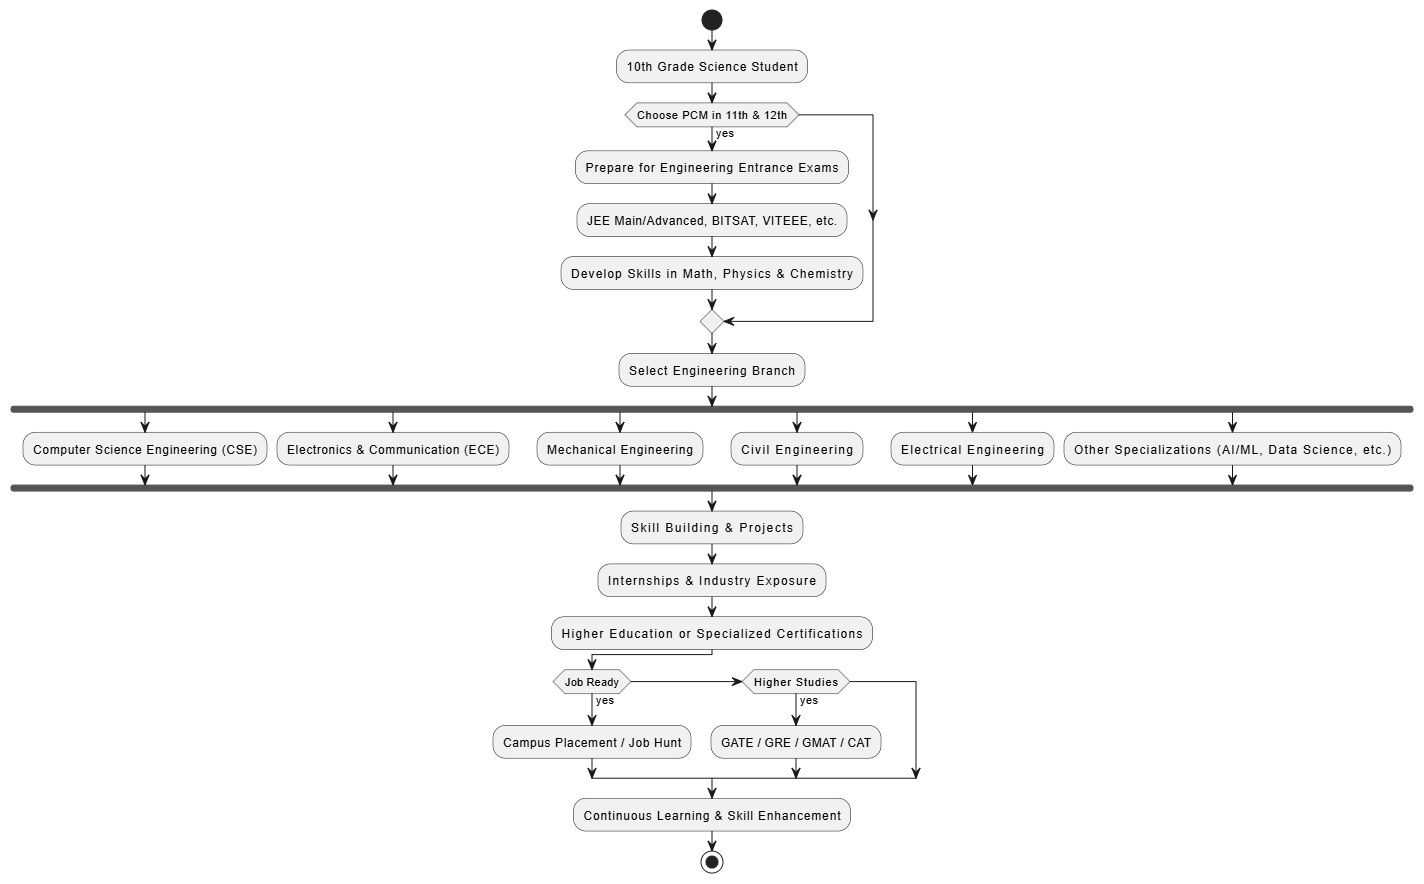 10th Grade Science Student
Choose PCM in 11th & 12th
yes
Prepare for Engineering Entrance Exams
JEE Main/Advanced, BITSAT, VITEEE, etc.
Develop Skills in Math, Physics & Chemistry
Select Engineering Branch
Computer Science Engineering (CSE)
Electronics & Communication (ECE)
Mechanical Engineering
Civil Engineering
Electrical Engineering
Other Specializations (AI/ML, Data Science, etc.)
Skill Building & Projects
Internships & Industry Exposure
Higher Education or Specialized Certifications
Job Ready
Higher Studies
yes
yes
Campus Placement / Job Hunt
GATE / GRE / GMAT / CAT
Continuous Learning & Skill Enhancement